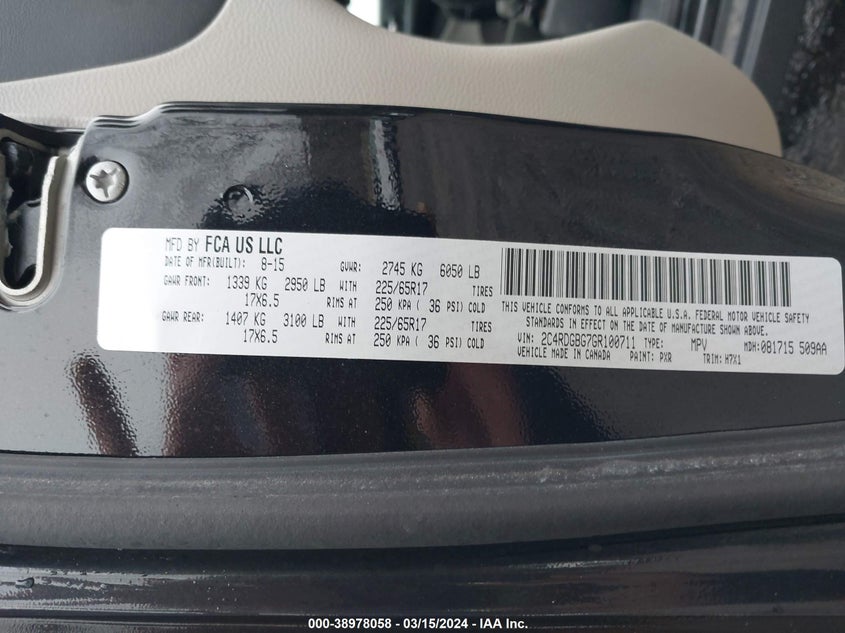 MFD BY FCA US LLC
DATE OF MFR(BUILT): 8-15 GVWR: 2745 KG 6050 LB
GAWR FRONT: 1339 KG 2950 LB WITH 225/65R17 TIRES
17X6.5 RIMS AT 250 KPA ( 36 PSI) COLD
GAWR REAR: 1407 KG 3100 LB WITH 225/65R17 TIRES
17X6.5 RIMS AT 250 KPA ( 36 PSI) COLD
THIS VEHICLE CONFORMS TO ALL APPLICABLE U.S.A. FEDERAL MOTOR VEHICLE SAFETY
STANDARDS IN EFFECT ON THE DATE OF MANUFACTURE SHOWN ABOVE.
VIN: 2C4RDGBG7GR100711 TYPE: MPV MDH: 081715 509AA
VEHICLE MADE IN CANADA PAINT: PXR TRIM: H7X1
000-38978058 - 03/15/2024 - IAA Inc.